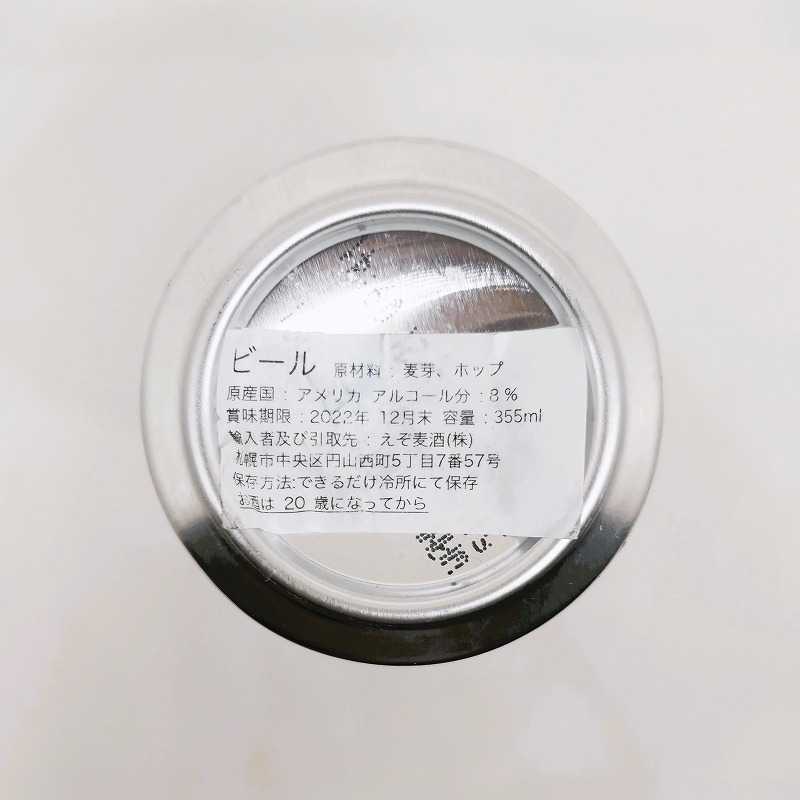 ビール 原材料 : 麦芽、ホップ
原産国 : アメリカ アルコール分 : 8%
賞味期限 : 2022年 12月末 容量 : 355ml
輸入者及び引取先 : えぞ麦酒(株)
札幌市中央区円山西町5丁目7番57号
保存方法:できるだけ冷所にて保存
お酒は 20 歳になってから